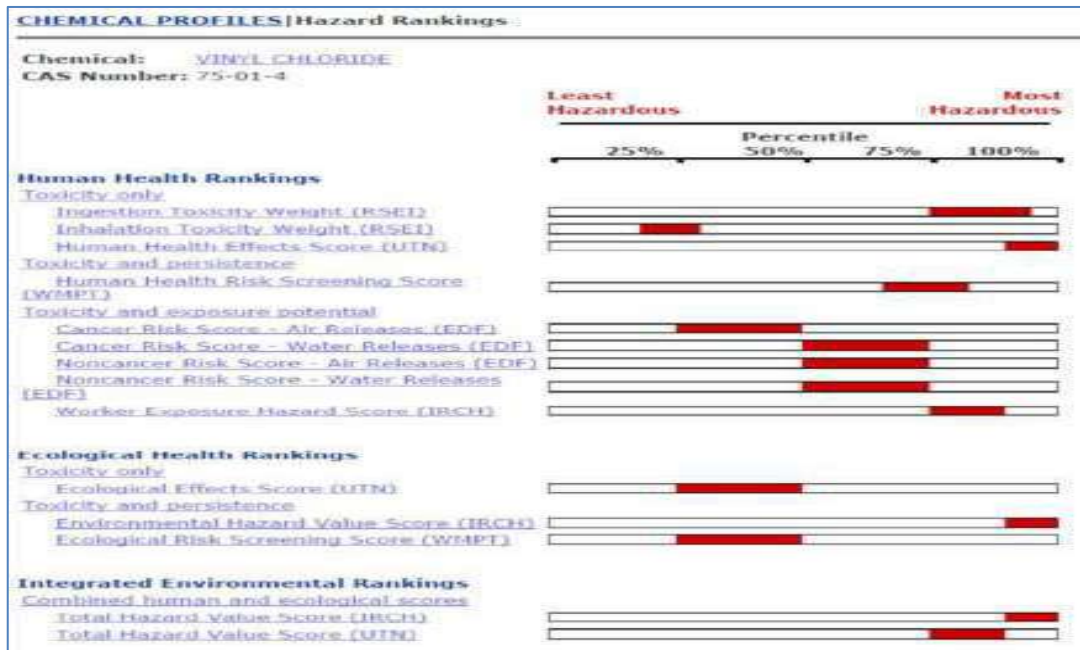 CHEMICAL PROFILES|Hazard Rankings
Chemical: VINYL CHLORIDE
CAS Number: 75-01-4
Least Hazardous
Most Hazardous
Percentile
25% 50% 75% 100%
Human Health Rankings
Toxicity only
Ingestion Toxicity Weight (RSEI)
Inhalation Toxicity Weight (RSEI)
Human Health Effects Score (UTN)
Toxicity and persistence
Human Health Risk Screening Score
(WMPT)
Toxicity and exposure potential
Cancer Risk Score - Air Releases (EDF)
Cancer Risk Score - Water Releases (EDF)
Noncancer Risk Score - Air Releases (EDF)
Noncancer Risk Score - Water Releases
(EDF)
Worker Exposure Hazard Score (IRCH)
Ecological Health Rankings
Toxicity only
Ecological Effects Score (UTN)
Toxicity and persistence
Environmental Hazard Value Score (IRCH)
Ecological Risk Screening Score (WMPT)
Integrated Environmental Rankings
Combined human and ecological scores
Total Hazard Value Score (IRCH)
Total Hazard Value Score (UTN)